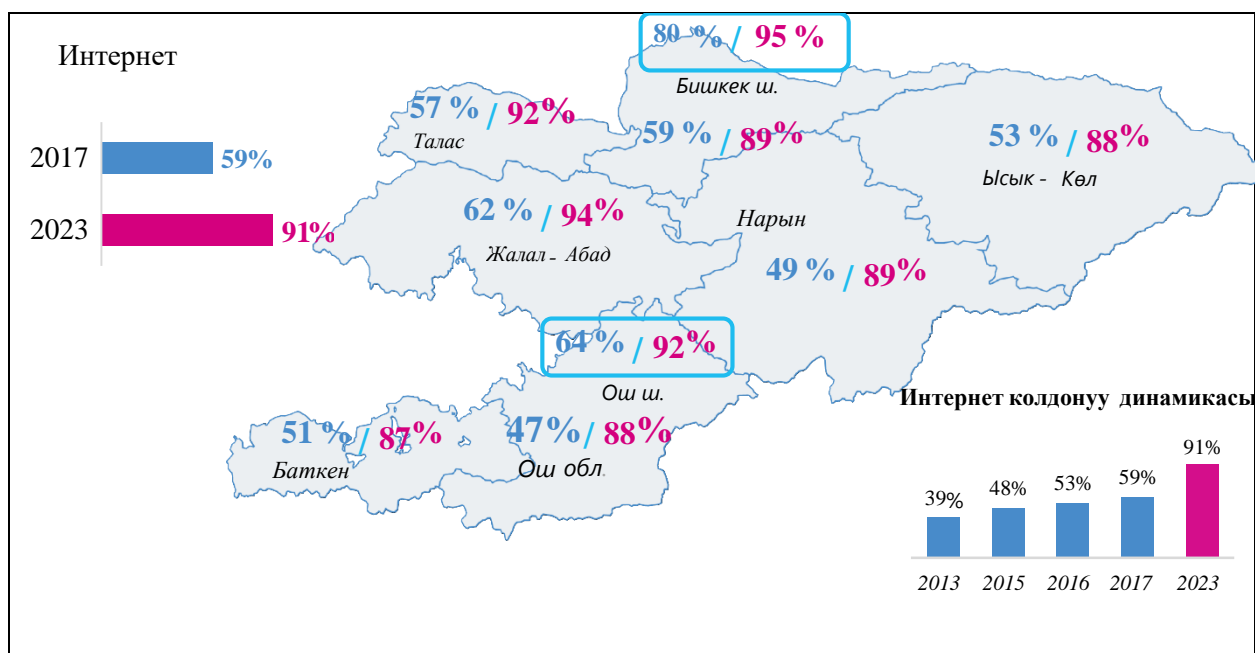 Интернет
2017 59%
2023 91%
80 % / 95 %
Бишкек ш.
57 % / 92%
Талас
59 % / 89%
53 % / 88%
Ысык - Көл
62 % / 94%
Жалал - Абад
Нарын
49 % / 89%
64 % / 92%
Ош ш.
51 % / 87%
Баткен
47% / 88%
Ош обл.
Интернет колдонуу динамикасы
39% 48% 53% 59% 91%
2013 2015 2016 2017 2023